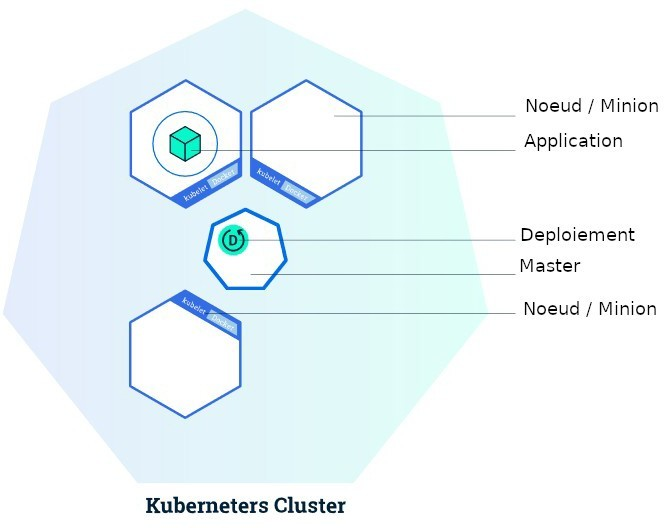 Noeud / Minion
Application
kubelet Docker
kubelet Docker
D
Deploiement
Master
kubelet Docker
Noeud / Minion
Kuberneters Cluster